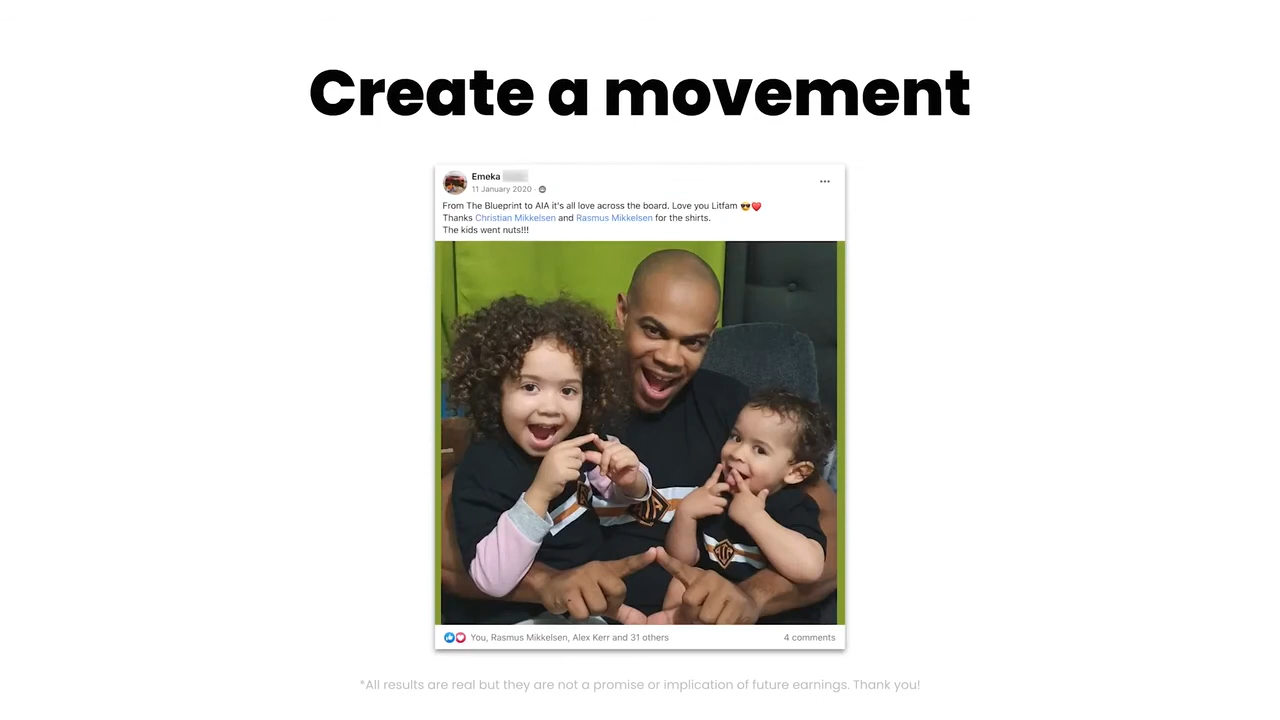 Create a movement
Emeka
11 January 2020 ·
From The Blueprint to AIA it's all love across the board. Love you Litfam 😎❤️
Thanks Christian Mikkelsen and Rasmus Mikkelsen for the shirts.
The kids went nuts!!!
You, Rasmus Mikkelsen, Alex Kerr and 31 others
4 comments
*All results are real but they are not a promise or implication of future earnings. Thank you!